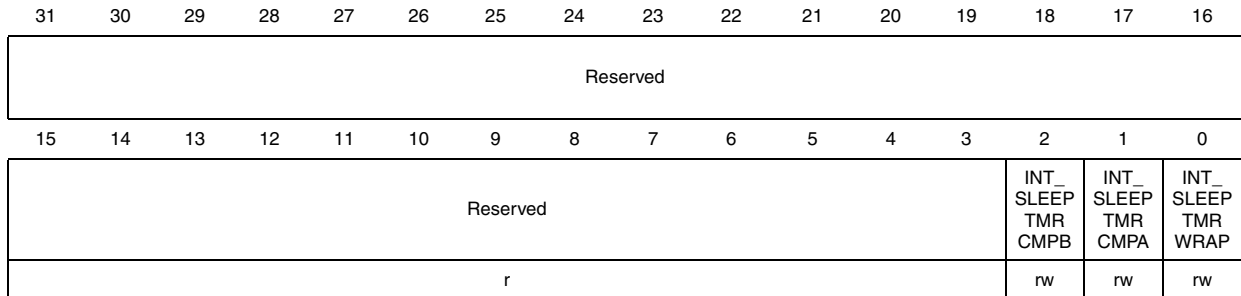 31 30 29 28 27 26 25 24 23 22 21 20 19 18 17 16
Reserved
15 14 13 12 11 10 9 8 7 6 5 4 3 2 1 0
Reserved
INT_
SLEEP
TMR
CMPB
INT_
SLEEP
TMR
CMPA
INT_
SLEEP
TMR
WRAP
r rw rw rw